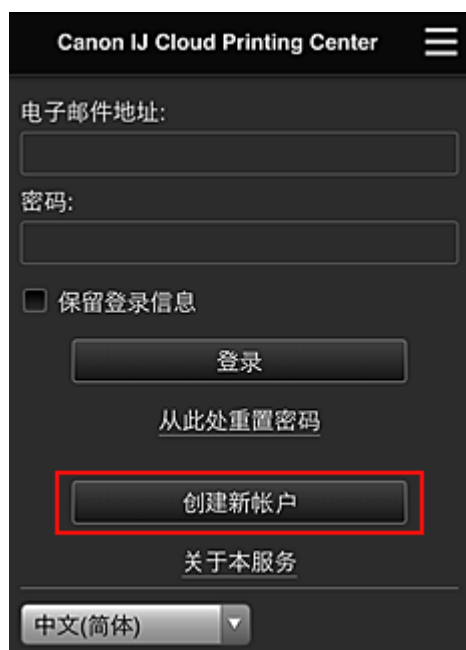 Canon IJ Cloud Printing Center
电子邮件地址:
密码:
保留登录信息
登录
从此处重置密码
创建新帐户
关于本服务
中文(简体)